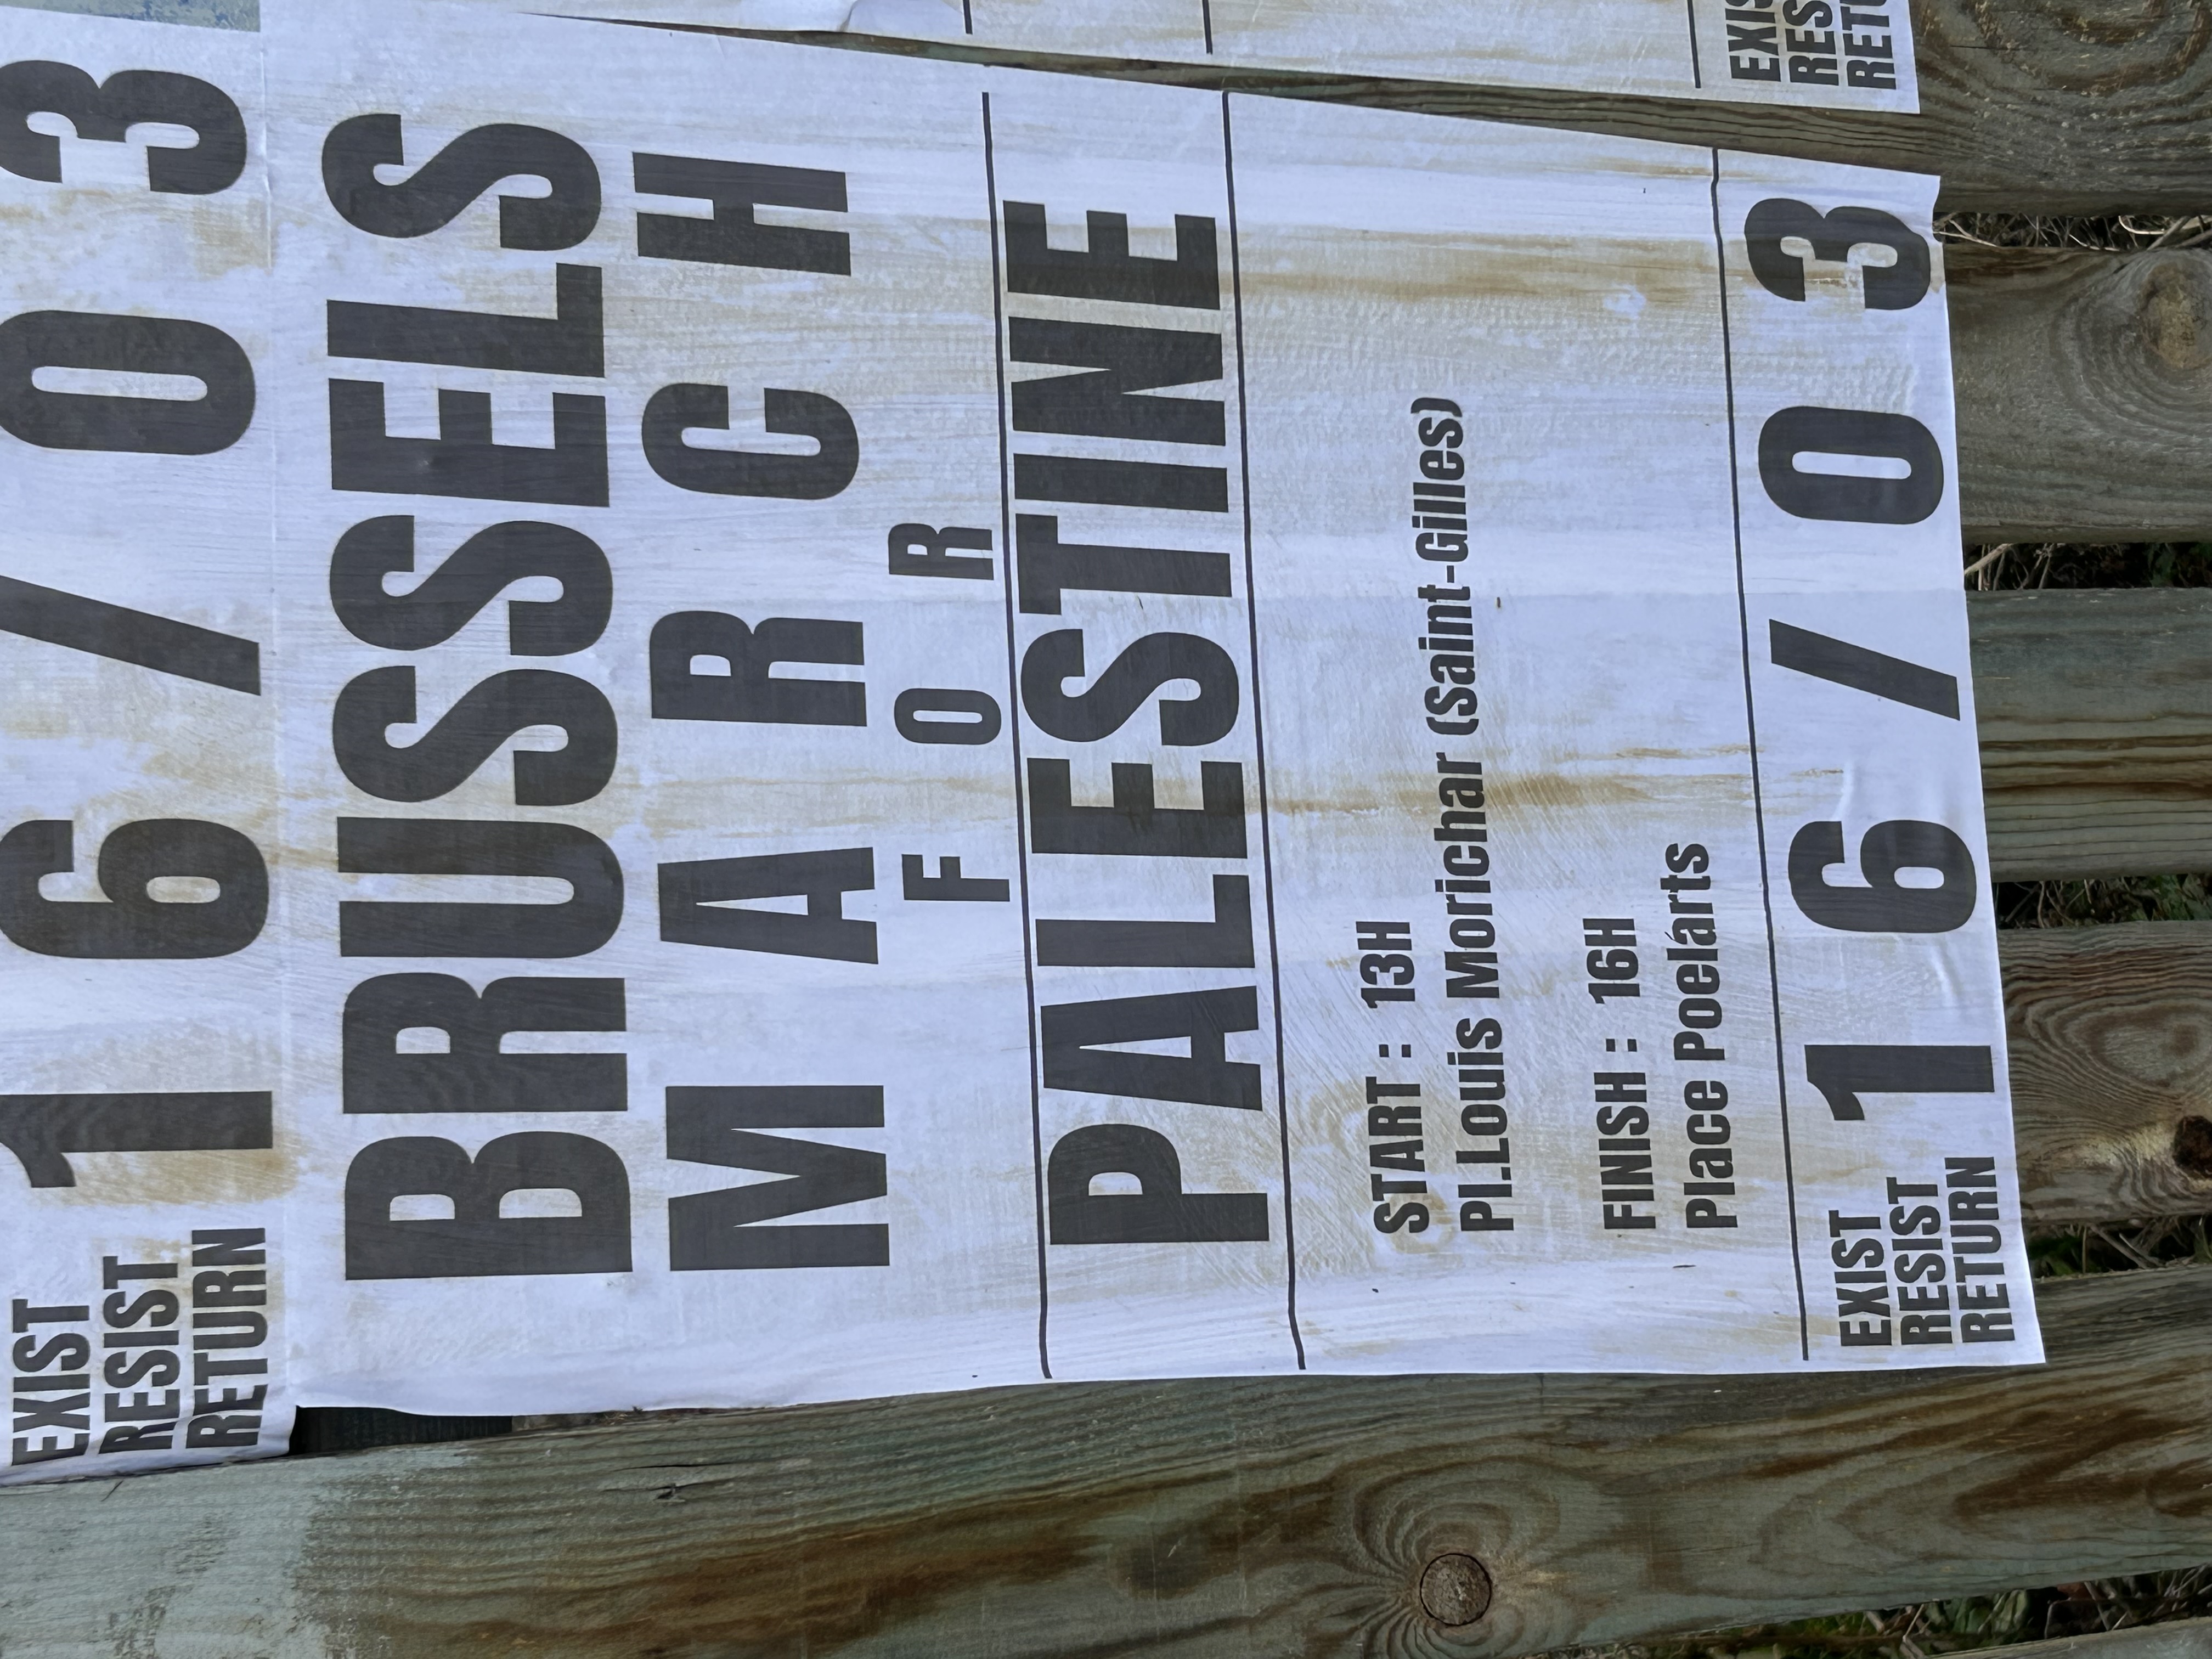 16/03
EXIST
RESIST
RETURN
BRUSSELS
MARCH
FOR
PALESTINE
START : 13H
Pl.Louis Morichar (Saint-Gilles)
FINISH : 16H
Place Poelárts
16/03
EXIST
RESIST
RETURN